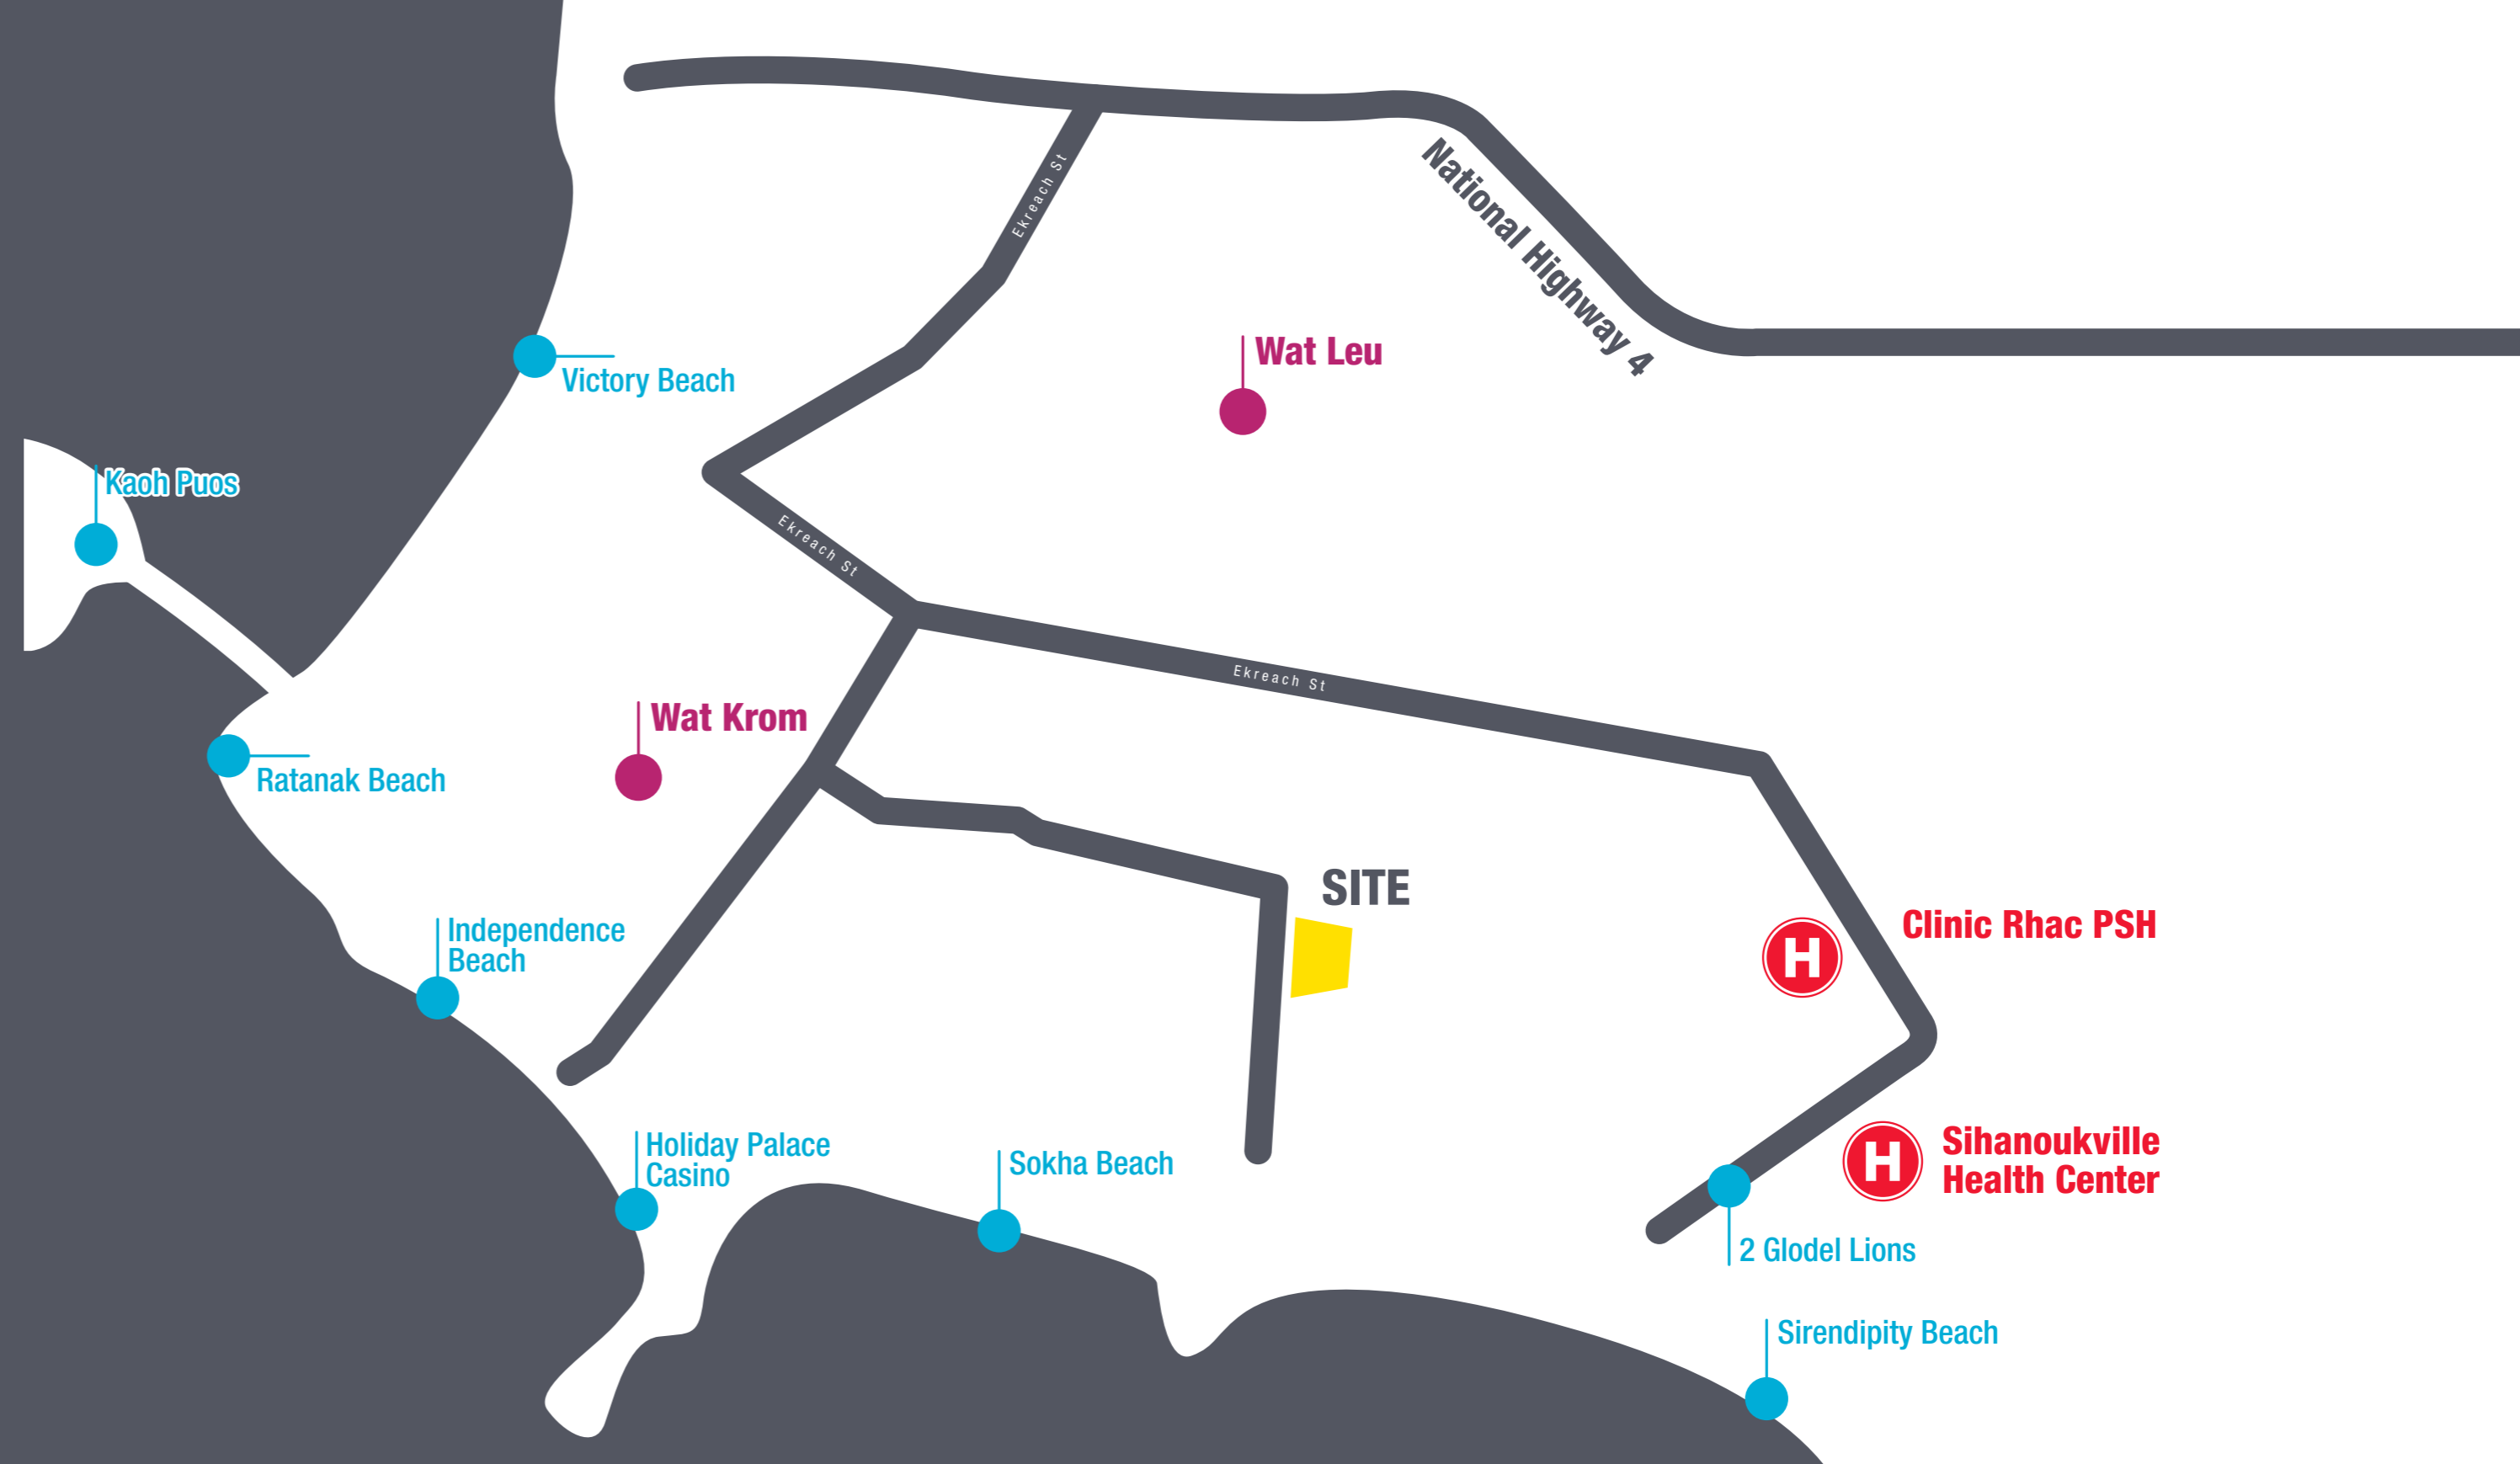 Ekreach St
National Highway 4
Wat Leu
Victory Beach
Kaoh Puos
Ekreach St
Ekreach St
Wat Krom
Ratanak Beach
SITE
Independence
Beach
Clinic Rhac PSH
H
Holiday Palace
Casino
Sokha Beach
H
Sihanoukville
Health Center
2 Glodel Lions
Sirendipity Beach